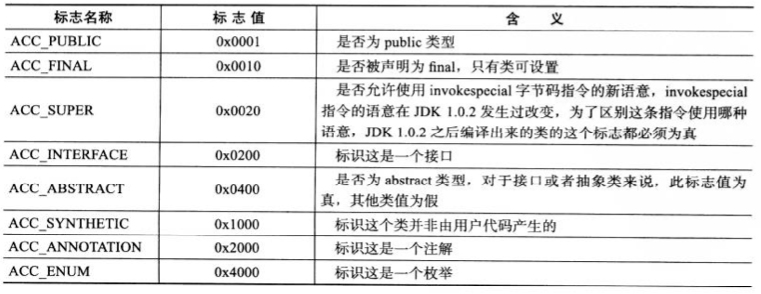 标志名称 标志值 含义
ACC_PUBLIC 0x0001 是否为 public 类型
ACC_FINAL 0x0010 是否被声明为 final，只有类可设置
是否允许使用 invokespecial 字节码指令的新语意，invokespecial
ACC_SUPER 0x0020 指令的语意在 JDK 1.0.2 发生过改变，为了区别这条指令使用哪种
语意，JDK 1.0.2 之后编译出来的类的这个标志都必须为真
ACC_INTERFACE 0x0200 标识这是一个接口
ACC_ABSTRACT 0x0400 是否为 abstract 类型，对于接口或者抽象类来说，此标志值为
真，其他类值为假
ACC_SYNTHETIC 0x1000 标识这个类并非由用户代码产生的
ACC_ANNOTATION 0x2000 标识这是一个注解
ACC_ENUM 0x4000 标识这是一个枚举